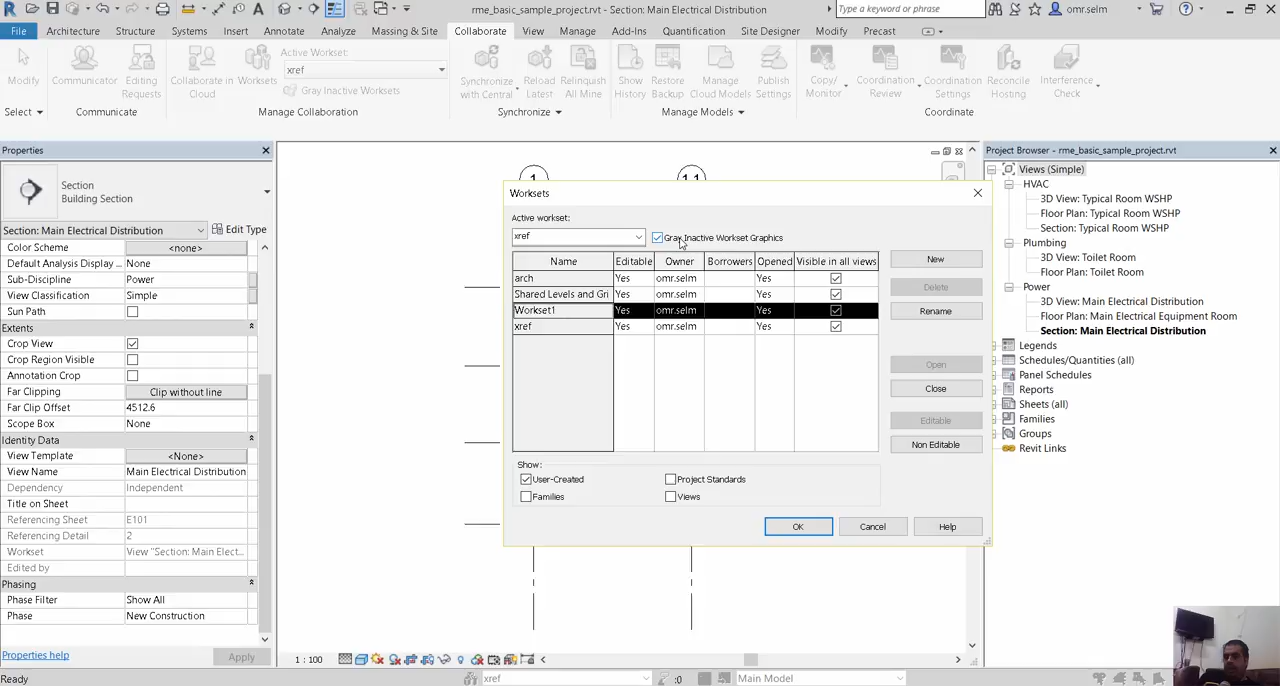 rme_basic_sample_project.rvt - Section: Main Electrical Distribution
Type a keyword or phrase
omr.selm
File
Architecture
Structure
Systems
Insert
Annotate
Analyze
Massing & Site
Collaborate
View
Manage
Add-Ins
Quantification
Site Designer
Modify
Precast
Modify
Communicator
Editing Requests
Collaborate in Cloud
Worksets
Active Workset:
xref
Gray Inactive Worksets
Synchronize with Central
Reload Latest
Relinquish All Mine
Show History
Restore Backup
Manage Cloud Models
Publish Settings
Copy/ Monitor
Coordination Review
Coordination Settings
Reconcile Hosting
Interference Check
Select
Communicate
Manage Collaboration
Synchronize
Manage Models
Coordinate
Properties
Section
Building Section
Section: Main Electrical Distribution
Edit Type
Color Scheme <none>
Default Analysis Display ... None
Sub-Discipline Power
View Classification Simple
Sun Path
Extents
Crop View
Crop Region Visible
Annotation Crop
Far Clipping Clip without line
Far Clip Offset 4512.6
Scope Box None
Identity Data
View Template <None>
View Name Main Electrical Distribution
Dependency Independent
Title on Sheet
Referencing Sheet E101
Referencing Detail 2
Workset View "Section: Main Elect...
Edited by
Phasing
Phase Filter Show All
Phase New Construction
Properties help
Apply
1
1.1
Worksets
Active workset:
xref
Gray Inactive Workset Graphics
Name Editable Owner Borrowers Opened Visible in all views
arch Yes omr.selm Yes
Shared Levels and Gri Yes omr.selm Yes
Workset1 Yes omr.selm Yes
xref Yes omr.selm Yes
New
Delete
Rename
Open
Close
Editable
Non Editable
Show:
User-Created
Project Standards
Families
Views
OK
Cancel
Help
Project Browser - rme_basic_sample_project.rvt
Views (Simple)
HVAC
3D View: Typical Room WSHP
Floor Plan: Typical Room WSHP
Section: Typical Room WSHP
Plumbing
3D View: Toilet Room
Floor Plan: Toilet Room
Power
3D View: Main Electrical Distribution
Floor Plan: Main Electrical Equipment Room
Section: Main Electrical Distribution
Legends
Schedules/Quantities (all)
Panel Schedules
Reports
Sheets (all)
Families
Groups
Revit Links
1 : 100
Ready
xref
:0
Main Model